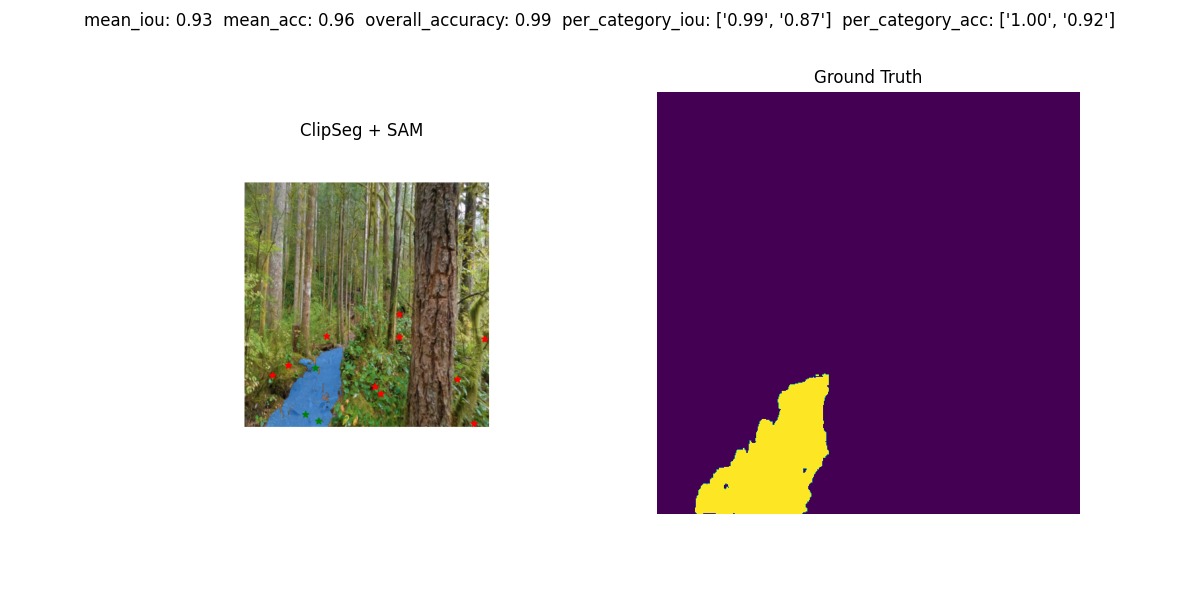 mean_iou: 0.93  mean_acc: 0.96  overall_accuracy: 0.99  per_category_iou: ['0.99', '0.87']  per_category_acc: ['1.00', '0.92']
Ground Truth
ClipSeg + SAM